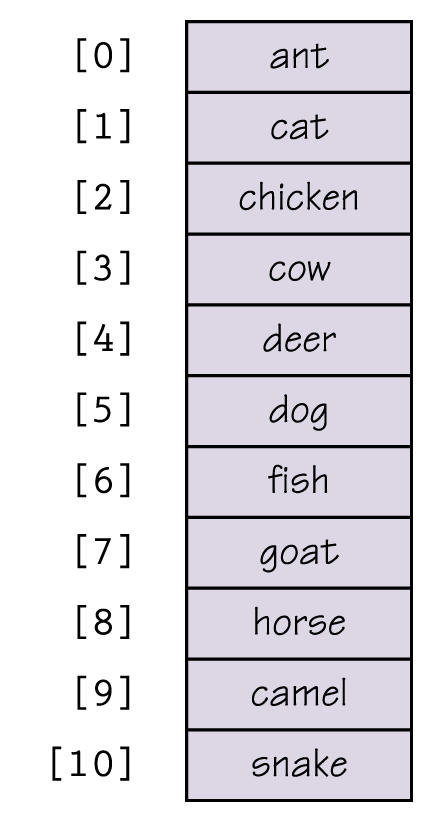 [0] ant
[1] cat
[2] chicken
[3] cow
[4] deer
[5] dog
[6] fish
[7] goat
[8] horse
[9] camel
[10] snake